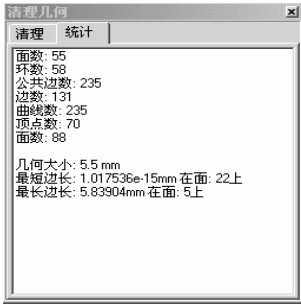 清理几何
清理 统计
面数: 55
环数: 58
公共边数: 235
边数: 131
曲线数: 235
顶点数: 70
面数: 88
几何大小: 5.5 mm
最短边长: 1.017536e-15mm 在面: 22上
最长边长: 5.83904mm 在面: 5上